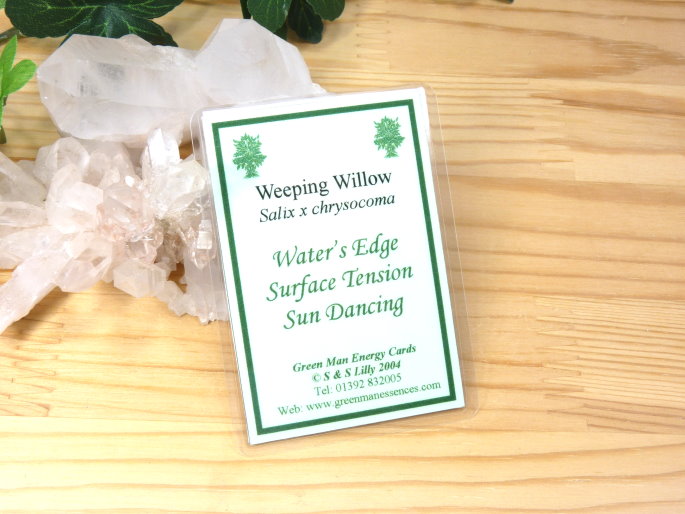 Weeping Willow
Salix x chrysocoma
Water's Edge
Surface Tension
Sun Dancing
Green Man Energy Cards
© S & S Lilly 2004
Tel: 01392 832005
Web: www.greenmanessences.com